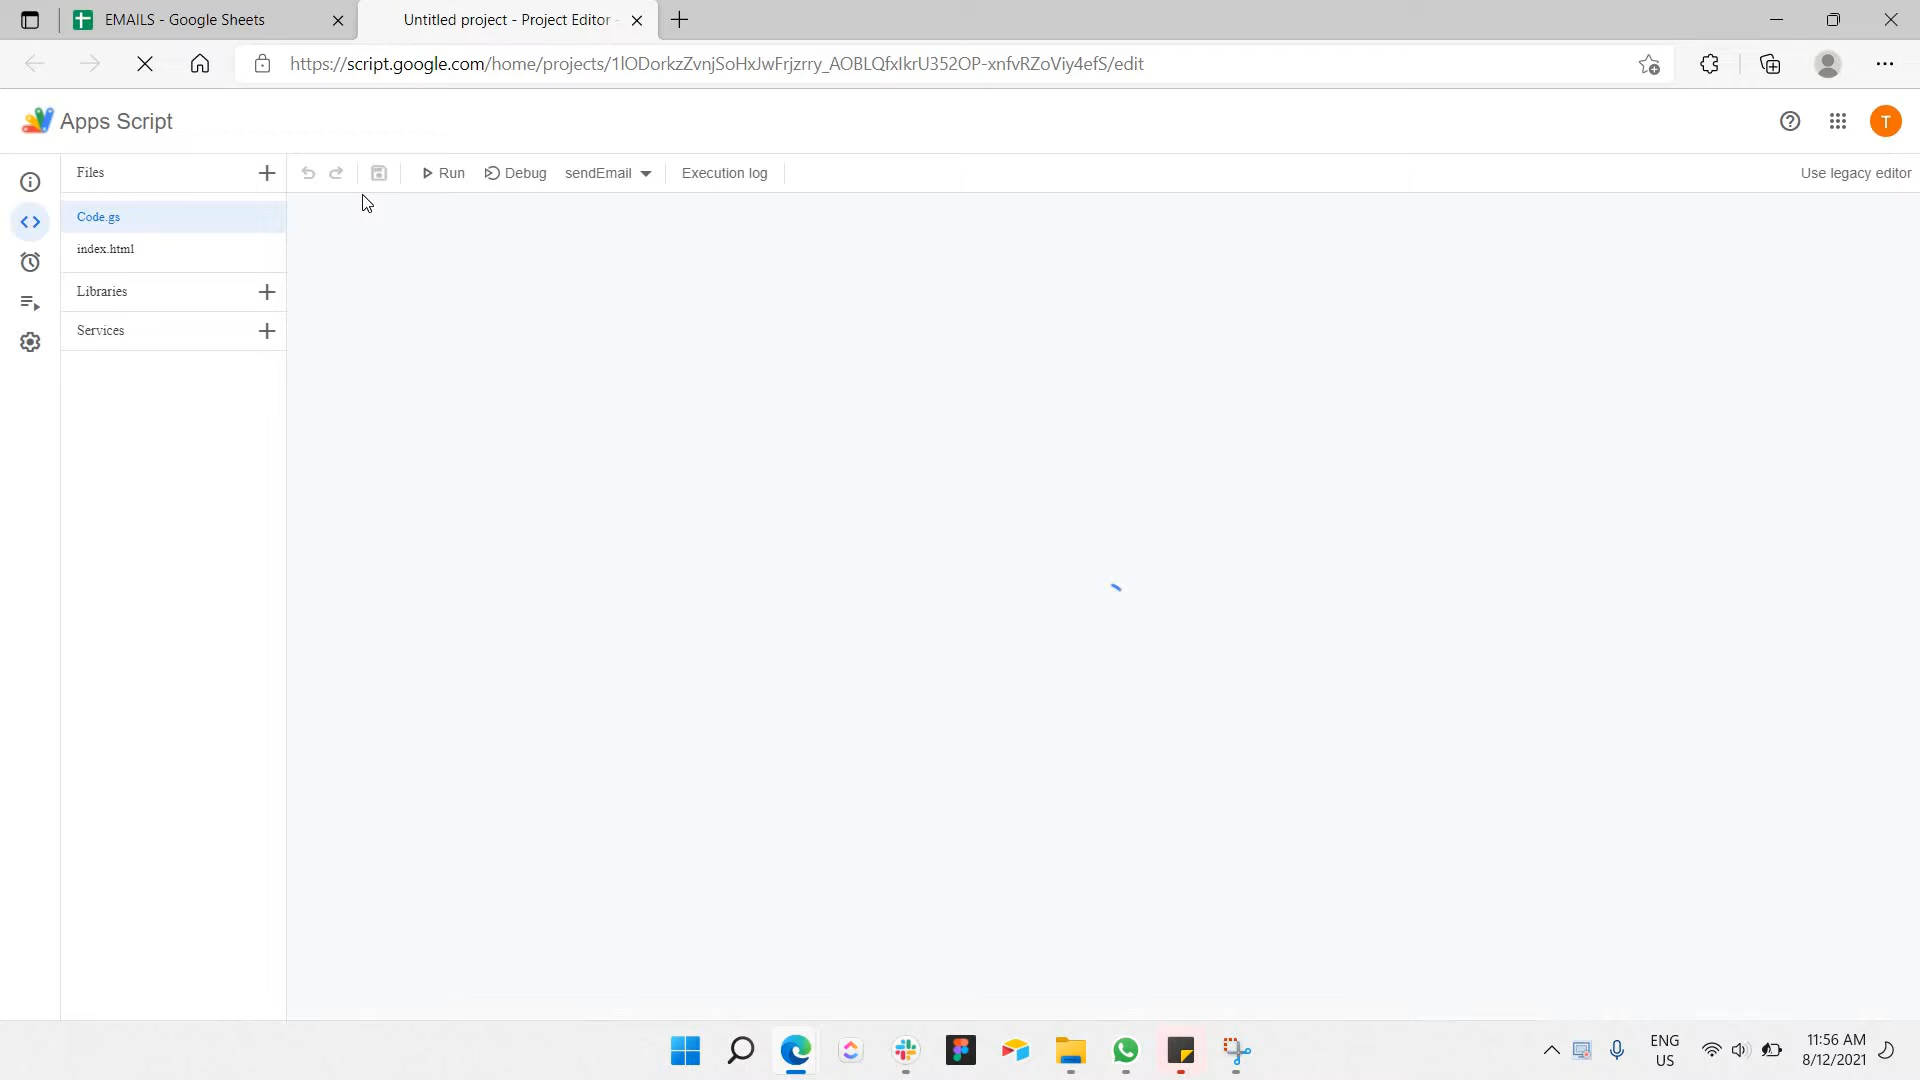 EMAILS - Google Sheets
Untitled project - Project Editor -
https://script.google.com/home/projects/1lODorkzZvnjSoHxJwFrjzrry_AOBLQfxIkrU352OP-xnfvRZoViy4efS/edit
Apps Script
T
Files
Run
Debug
sendEmail
Execution log
Use legacy editor
Code.gs
index.html
Libraries
Services
ENG
US
11:56 AM
8/12/2021